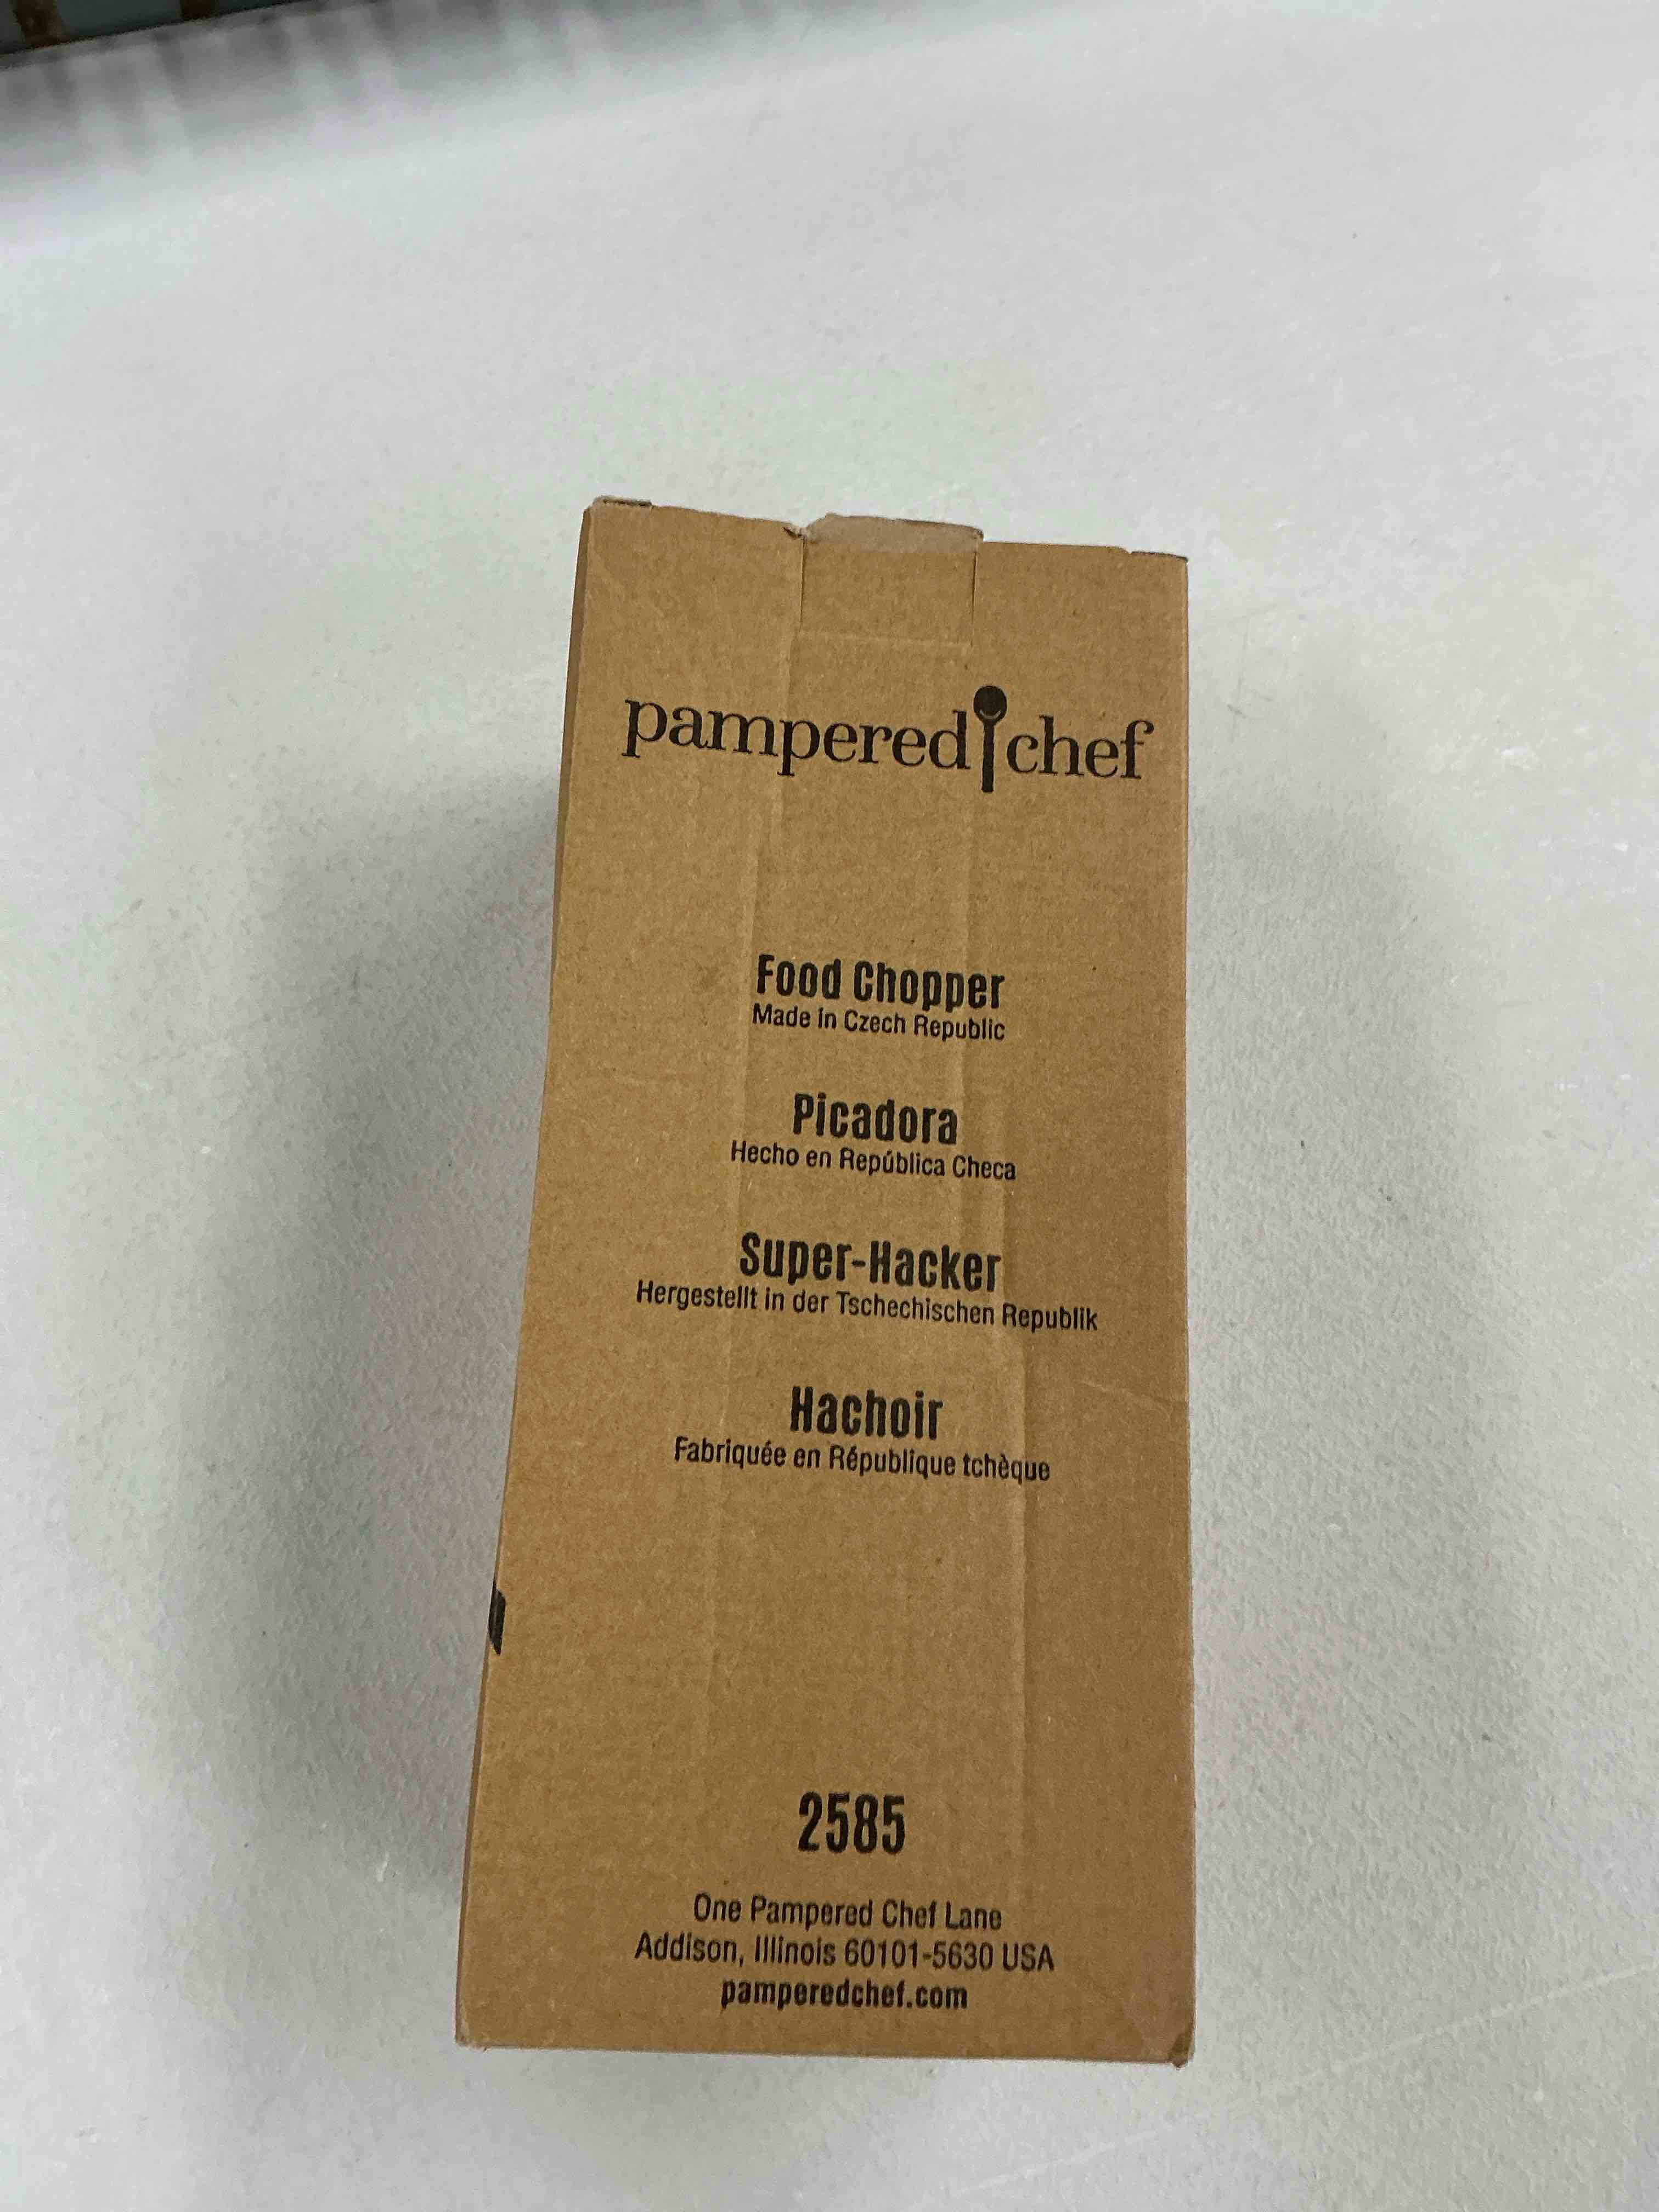 pampered chef
Food Chopper
Made in Czech Republic
Picadora
Hecho en República Checa
Super-Hacker
Hergestellt in der Tschechischen Republik
Hachoir
Fabriquée en République tchèque
2585
One Pampered Chef Lane
Addison, Illinois 60101-5630 USA
pamperedchef.com